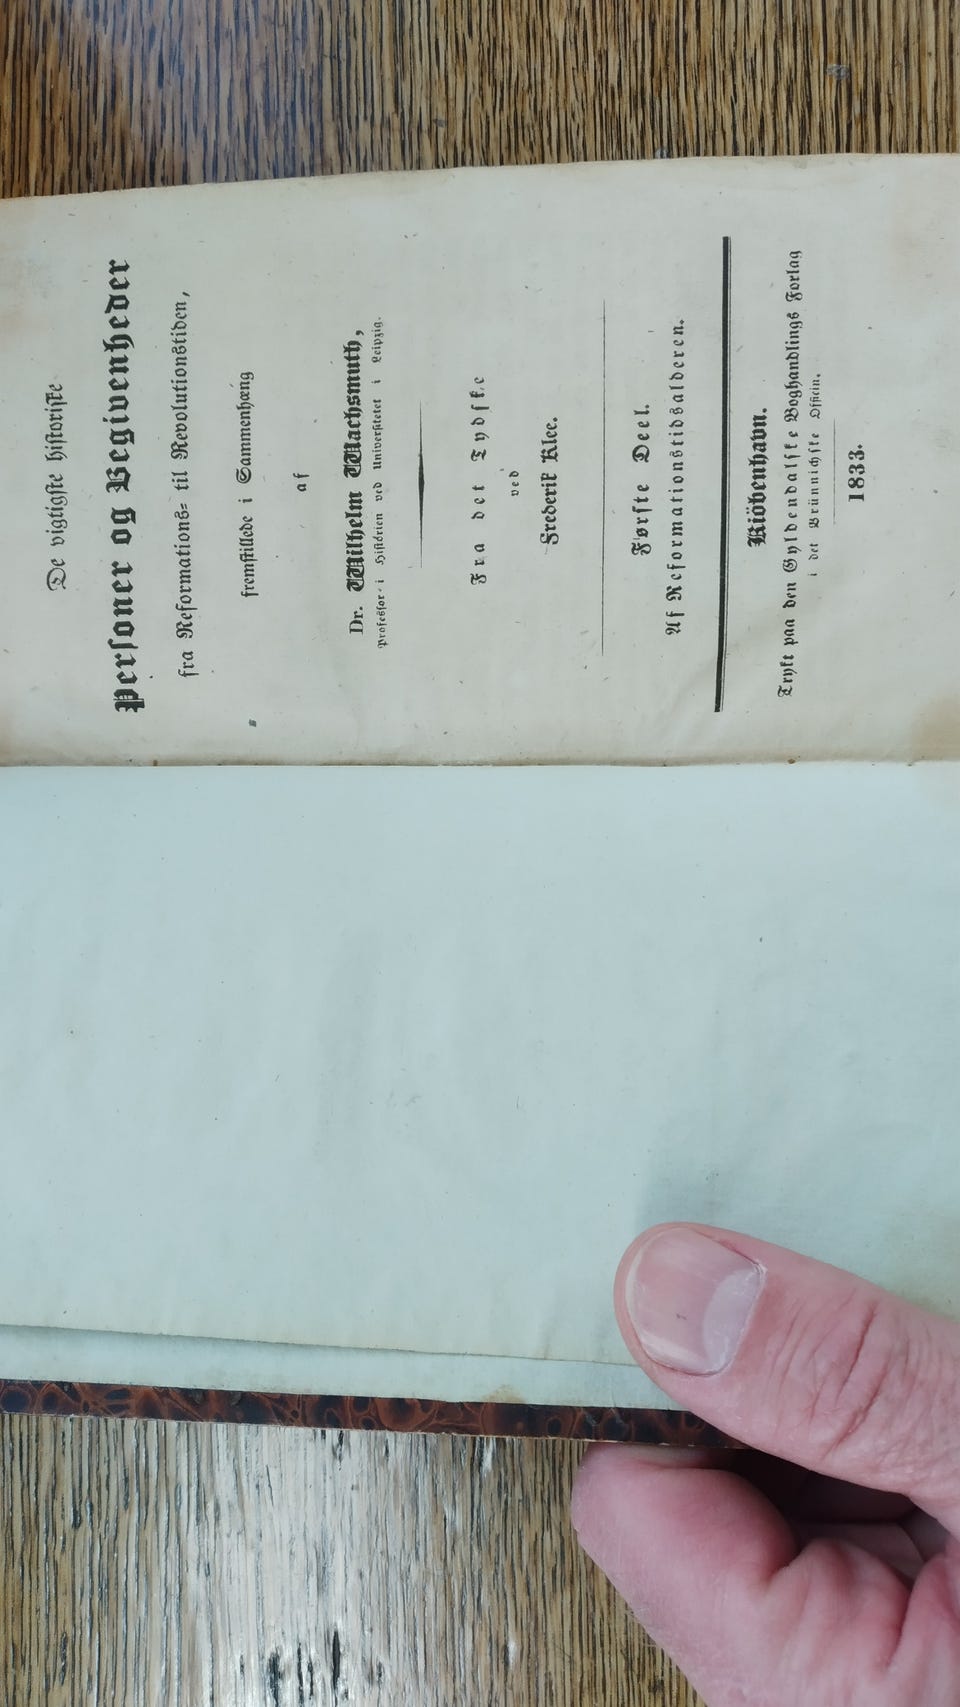 De vigtigste historiske
Personer og Begivenheder
fra Reformations= til Revolutionstiden,
fremstillede i Sammenhæng
af
Dr. Wilhelm Wachsmuth,
Professor i Historien ved Universitetet i Leipzig.
Fra det Tydske
ved
Frederik Klee.
Første Deel.
Af Reformationstidsalderen.
Kiöbenhavn.
Trykt paa den Gyldendalske Boghandlings Forlag
i det Brünnichske Officin.
1833.